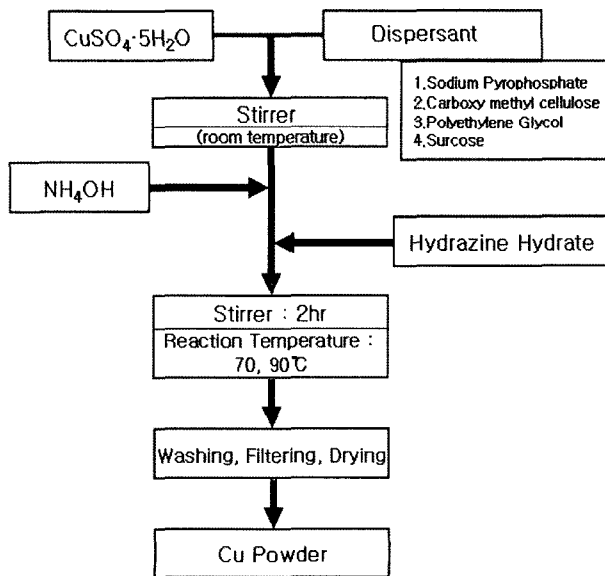 CuSO₄·5H₂O
Dispersant
1.Sodium Pyrophosphate
2.Carboxy methyl cellulose
3.Polyethylene Glycol
4.Surcose
Stirrer
(room temperature)
NH₄OH
Hydrazine Hydrate
Stirrer : 2hr
Reaction Temperature :
70, 90℃
Washing, Filtering, Drying
Cu Powder